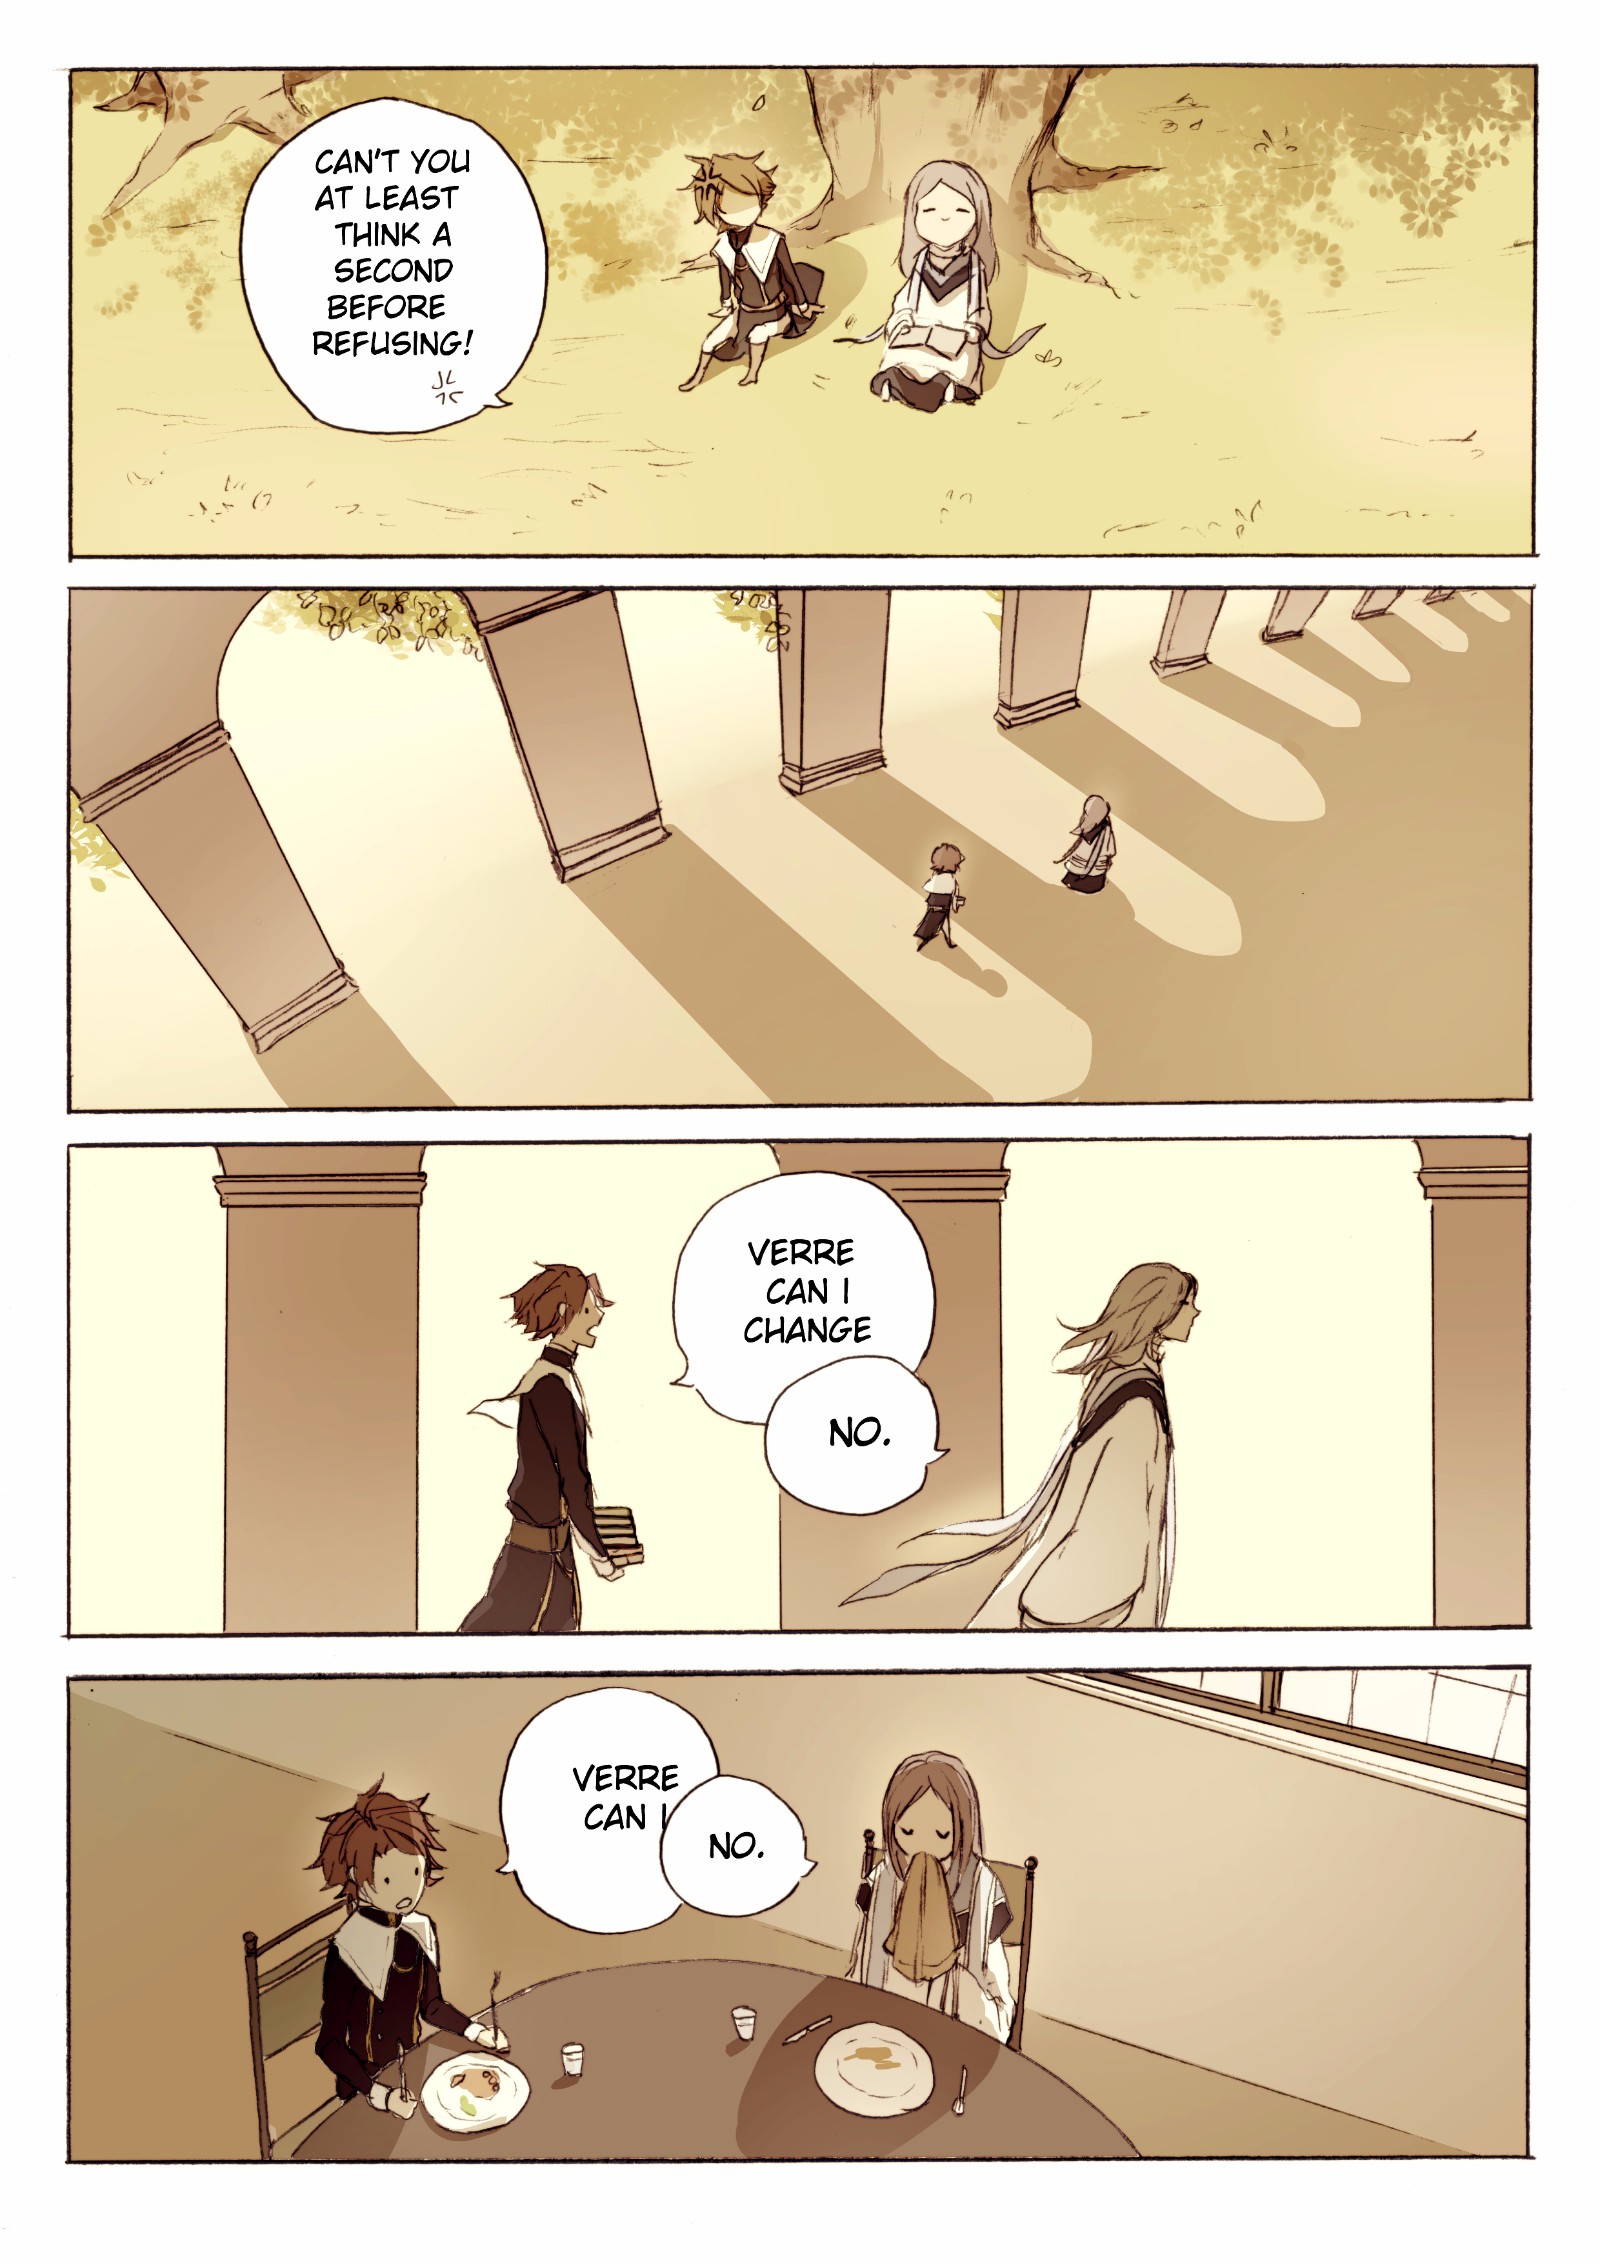 CAN'T YOU
AT LEAST
THINK A
SECOND
BEFORE
REFUSING!
VERRE
CAN I
CHANGE
NO.
VERRE
CAN I
NO.